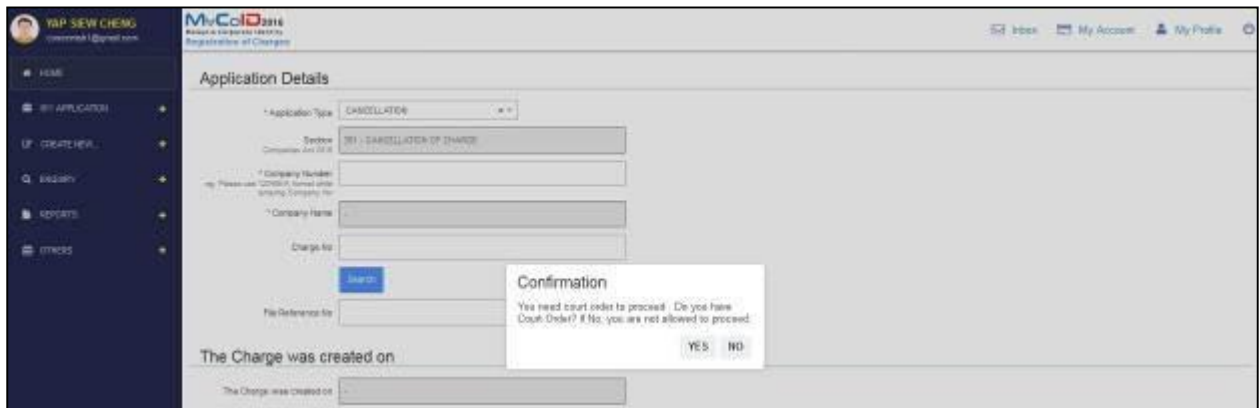 YAP SIEW CHENG
MyCoID 2016
Registration of Charges
Inbox
My Account
My Profile
HOME
MY APPLICATION
CREATE NEW...
ENQUIRY
REPORTS
OTHERS
Application Details
* Application Type
CANCELLATION
Section
Companies Act 2016
- CANCELLATION OF CHARGE
* Company Number
* Company Name
Charge No
Search
File Reference No
Confirmation
You need court order to proceed . Do you have
Court Order? If No, you are not allowed to proceed.
YES
NO
The Charge was created on
The Charge was created on